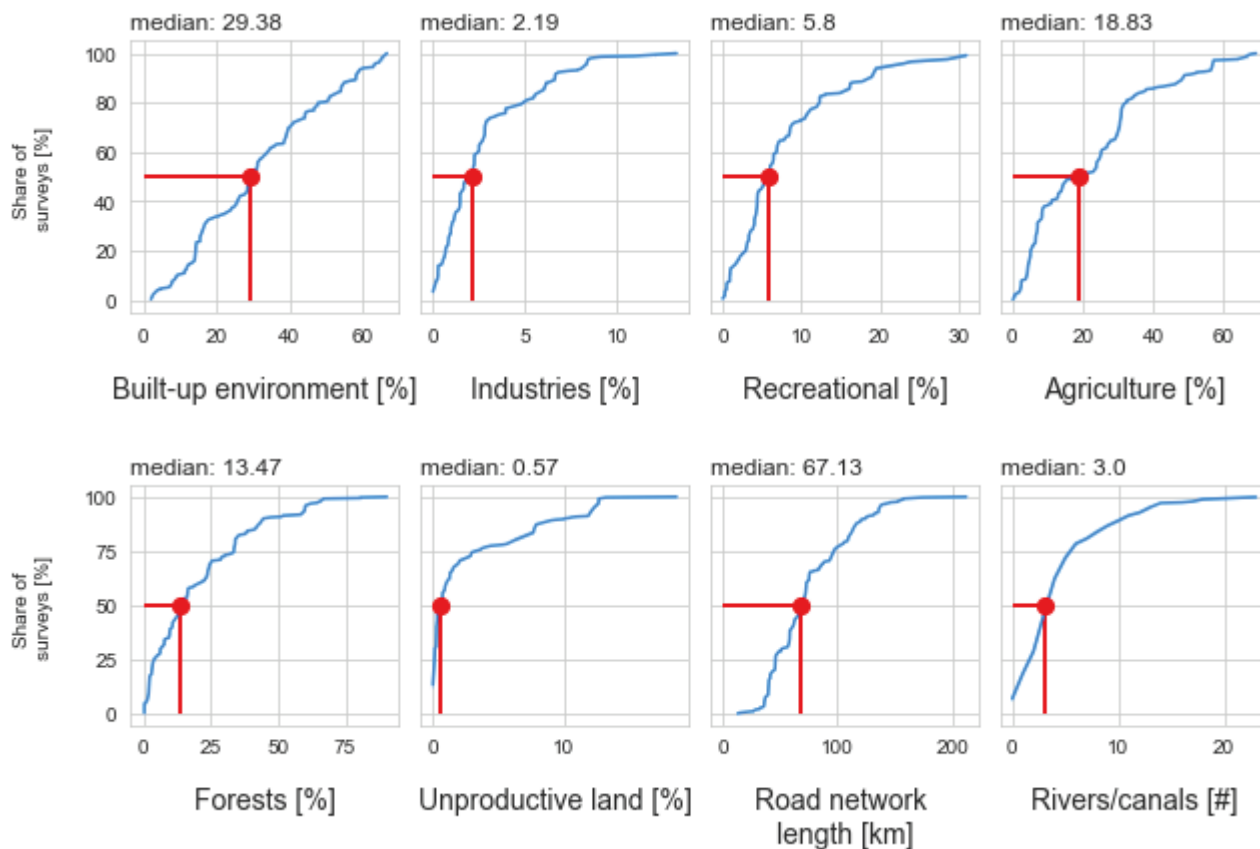 median: 29.38
median: 2.19
median: 5.8
median: 18.83
100
80
60
40
20
0
Share of
surveys [%]
0 20 40 60
0 5 10
0 10 20 30
0 20 40 60
Built-up environment [%]
Industries [%]
Recreational [%]
Agriculture [%]
median: 13.47
median: 0.57
median: 67.13
median: 3.0
100
75
50
25
0
Share of
surveys [%]
0 25 50 75
0 10
0 100 200
0 10 20
Forests [%]
Unproductive land [%]
Road network
length [km]
Rivers/canals [#]